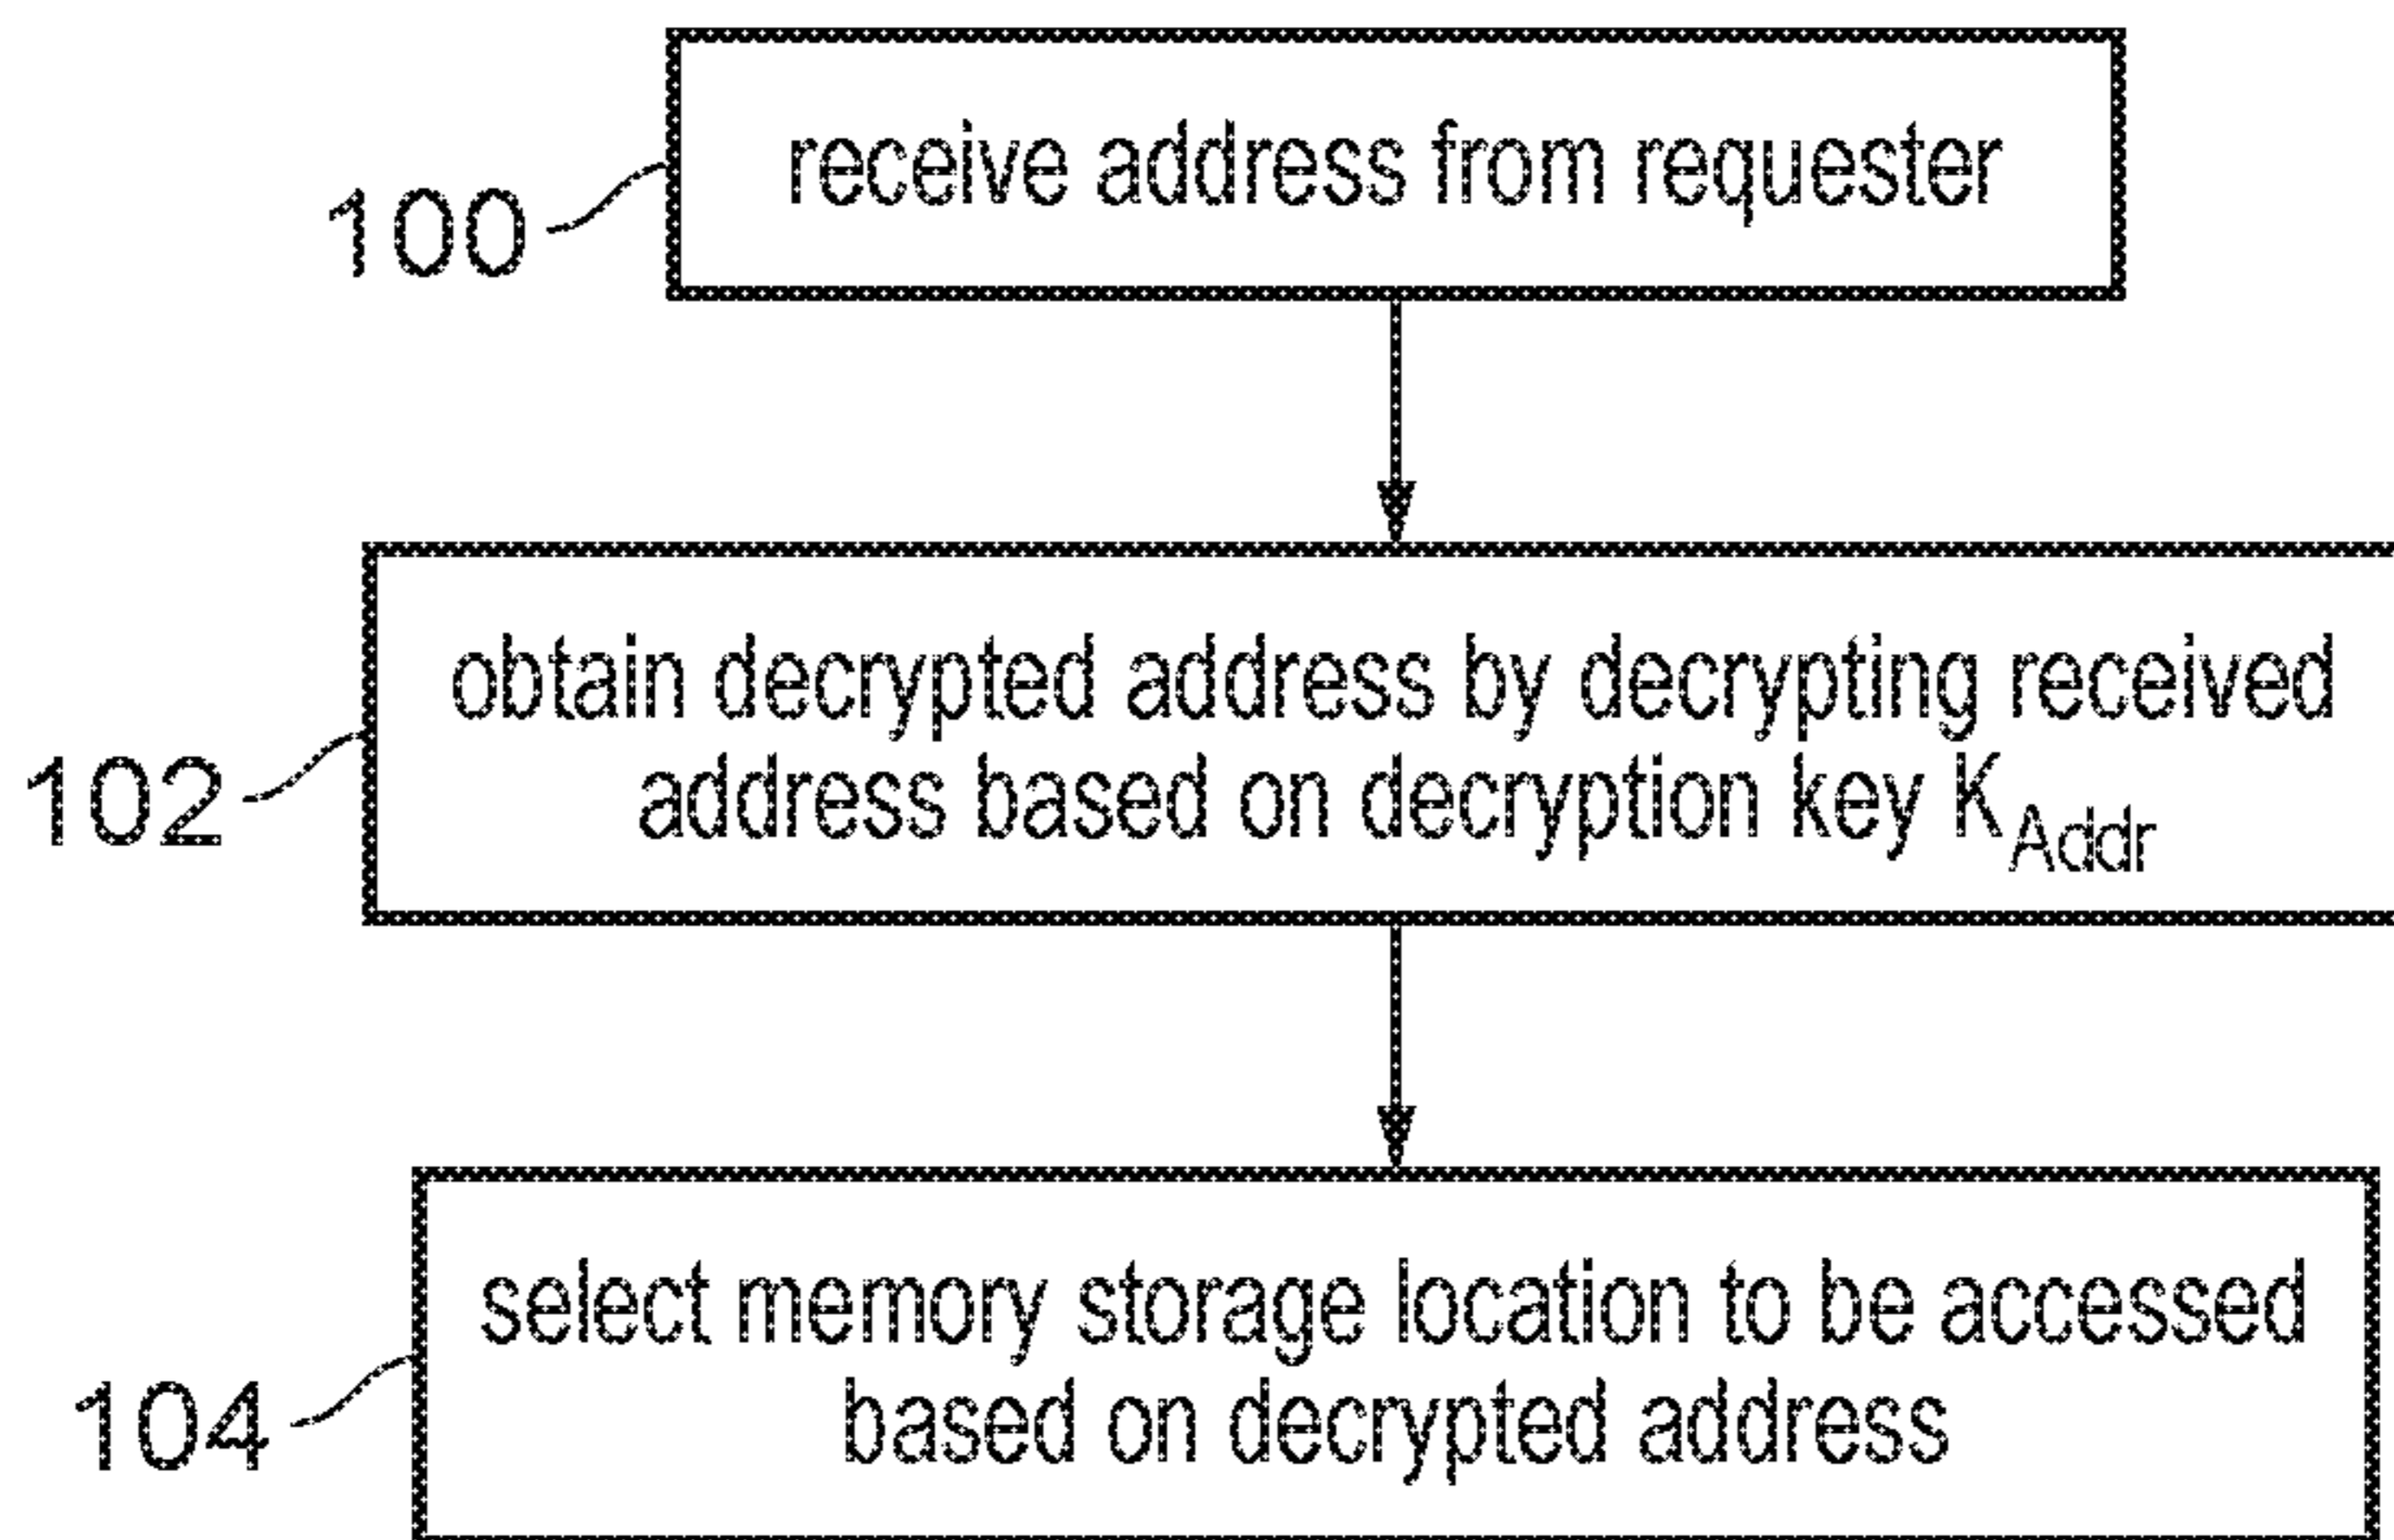 receive address from requester
100
obtain decrypted address by decrypting received
address based on decryption key K_Addr
102
select memory storage location to be accessed
based on decrypted address
104